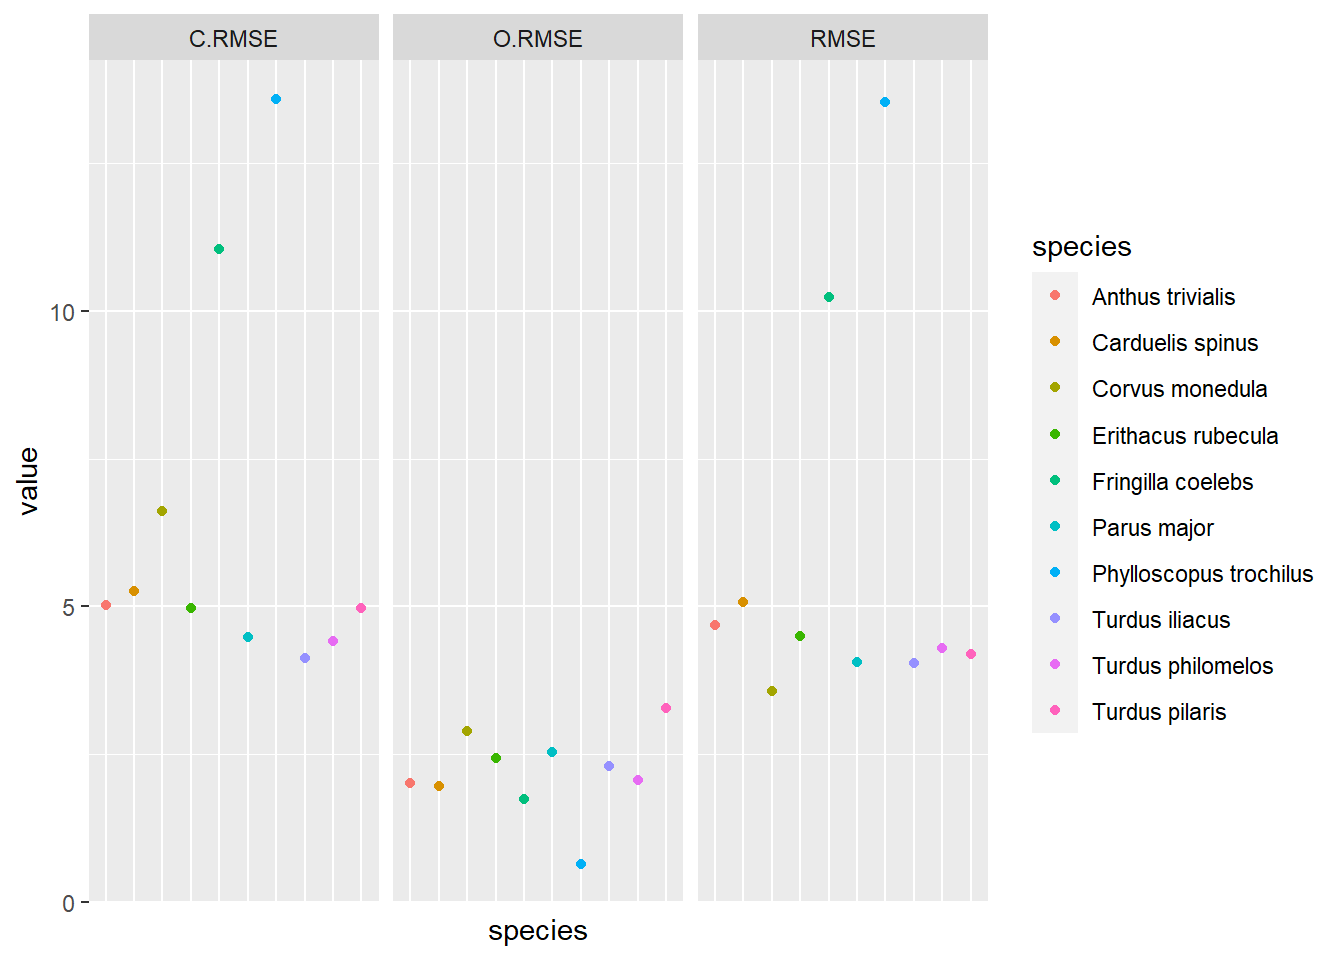 C.RMSE
O.RMSE
RMSE
10
5
0
value
species
species
Anthus trivialis
Carduelis spinus
Corvus monedula
Erithacus rubecula
Fringilla coelebs
Parus major
Phylloscopus trochilus
Turdus iliacus
Turdus philomelos
Turdus pilaris